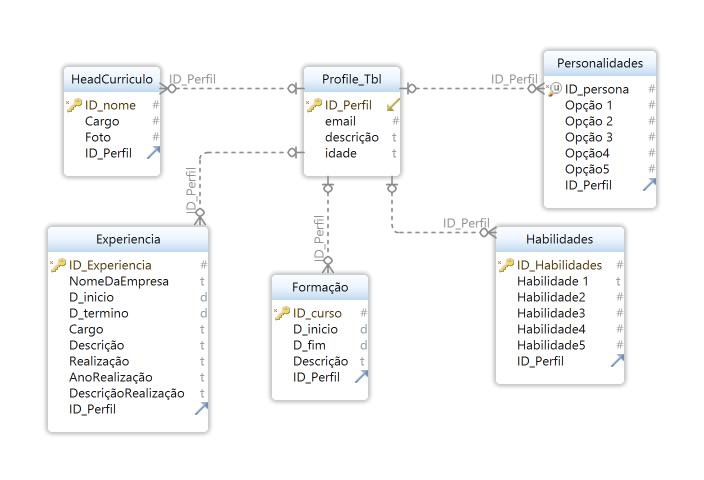 HeadCurriculo
ID_nome #
Cargo #
Foto #
ID_Perfil
ID_Perfil
Profile_Tbl
ID_Perfil
email #
descrição t
idade t
ID_Perfil
Personalidades
ID_persona #
Opção 1 #
Opção 2 #
Opção 3 #
Opção4 #
Opção5 #
ID_Perfil
ID_Perfil
Experiencia
ID_Experiencia #
NomeDaEmpresa t
D_inicio d
D_termino d
Cargo t
Descrição t
Realização t
AnoRealização t
DescriçãoRealização t
ID_Perfil
ID_Perfil
Formação
ID_curso #
D_inicio d
D_fim d
Descrição t
ID_Perfil
ID_Perfil
Habilidades
ID_Habilidades #
Habilidade 1 t
Habilidade2 #
Habilidade3 #
Habilidade4 #
Habilidade5 #
ID_Perfil